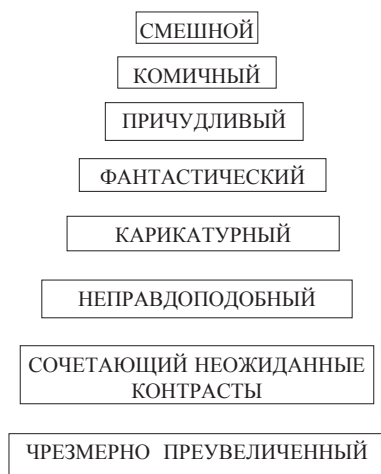 СМЕШНОЙ
КОМИЧНЫЙ
ПРИЧУДЛИВЫЙ
ФАНТАСТИЧЕСКИЙ
КАРИКАТУРНЫЙ
НЕПРАВДОПОДОБНЫЙ
СОЧЕТАЮЩИЙ НЕОЖИДАННЫЕ
КОНТРАСТЫ
ЧРЕЗМЕРНО ПРЕУВЕЛИЧЕННЫЙ